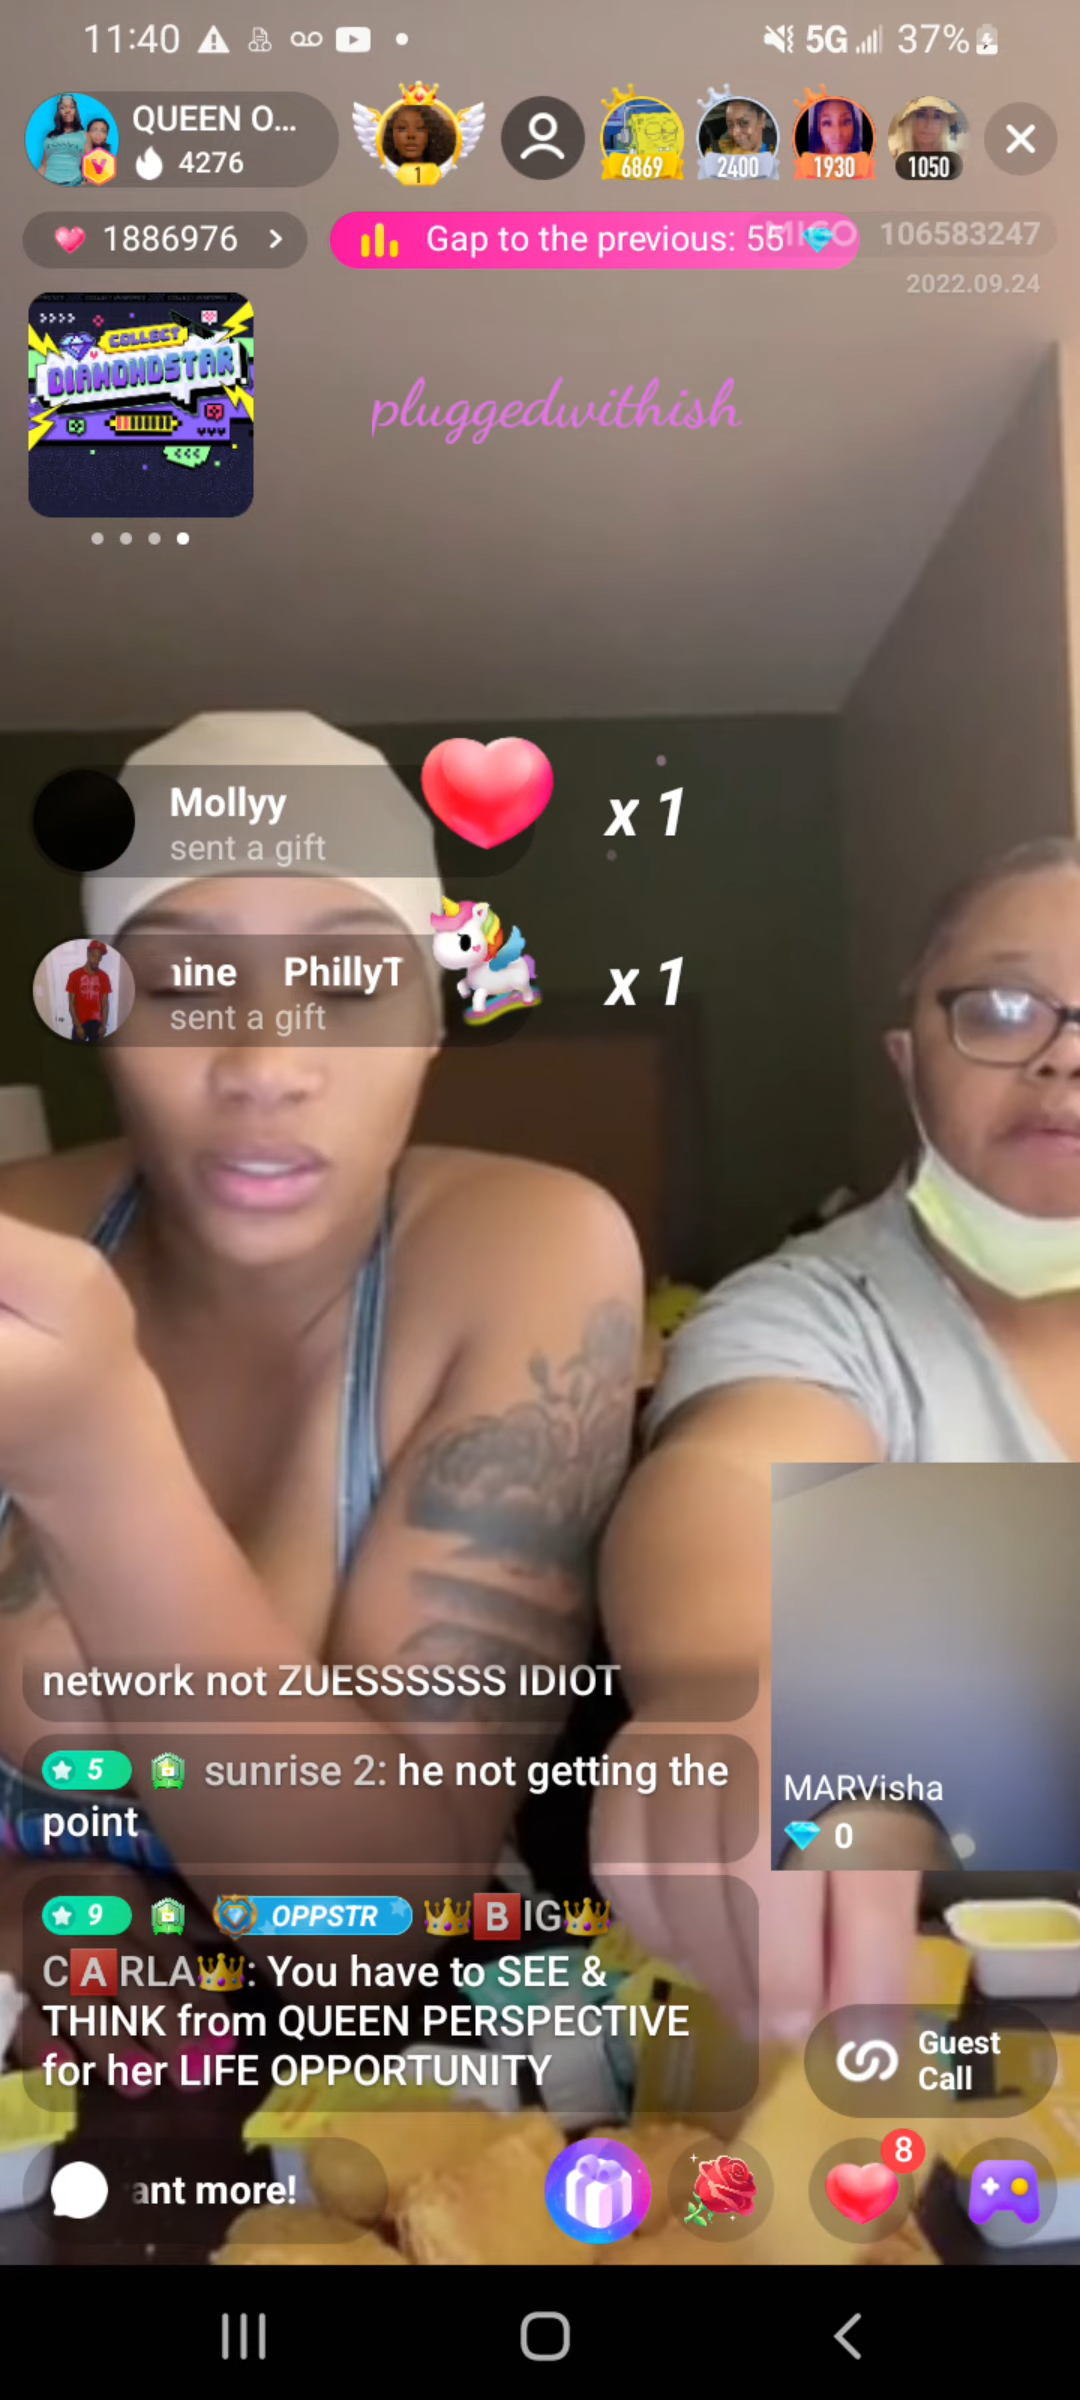 11:40 5G 37%
QUEEN O...
4276
1
6869 2400 1930 1050
1886976 >
Gap to the previous: 55
MICO 106583247
2022.09.24
COLLECT
DIAMONDSTAR
pluggedwithish
Mollyy
sent a gift
x 1
PhillyT
sent a gift
x 1
network not ZUESSSSSS IDIOT
5 sunrise 2: he not getting the
point
9 OPPSTR 👑🅱IG👑
C🅰RLA👑: You have to SEE &
THINK from QUEEN PERSPECTIVE
for her LIFE OPPORTUNITY
MARVisha
0
Guest
Call
ant more!
8